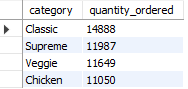 category quantity_ordered
Classic 14888
Supreme 11987
Veggie 11649
Chicken 11050